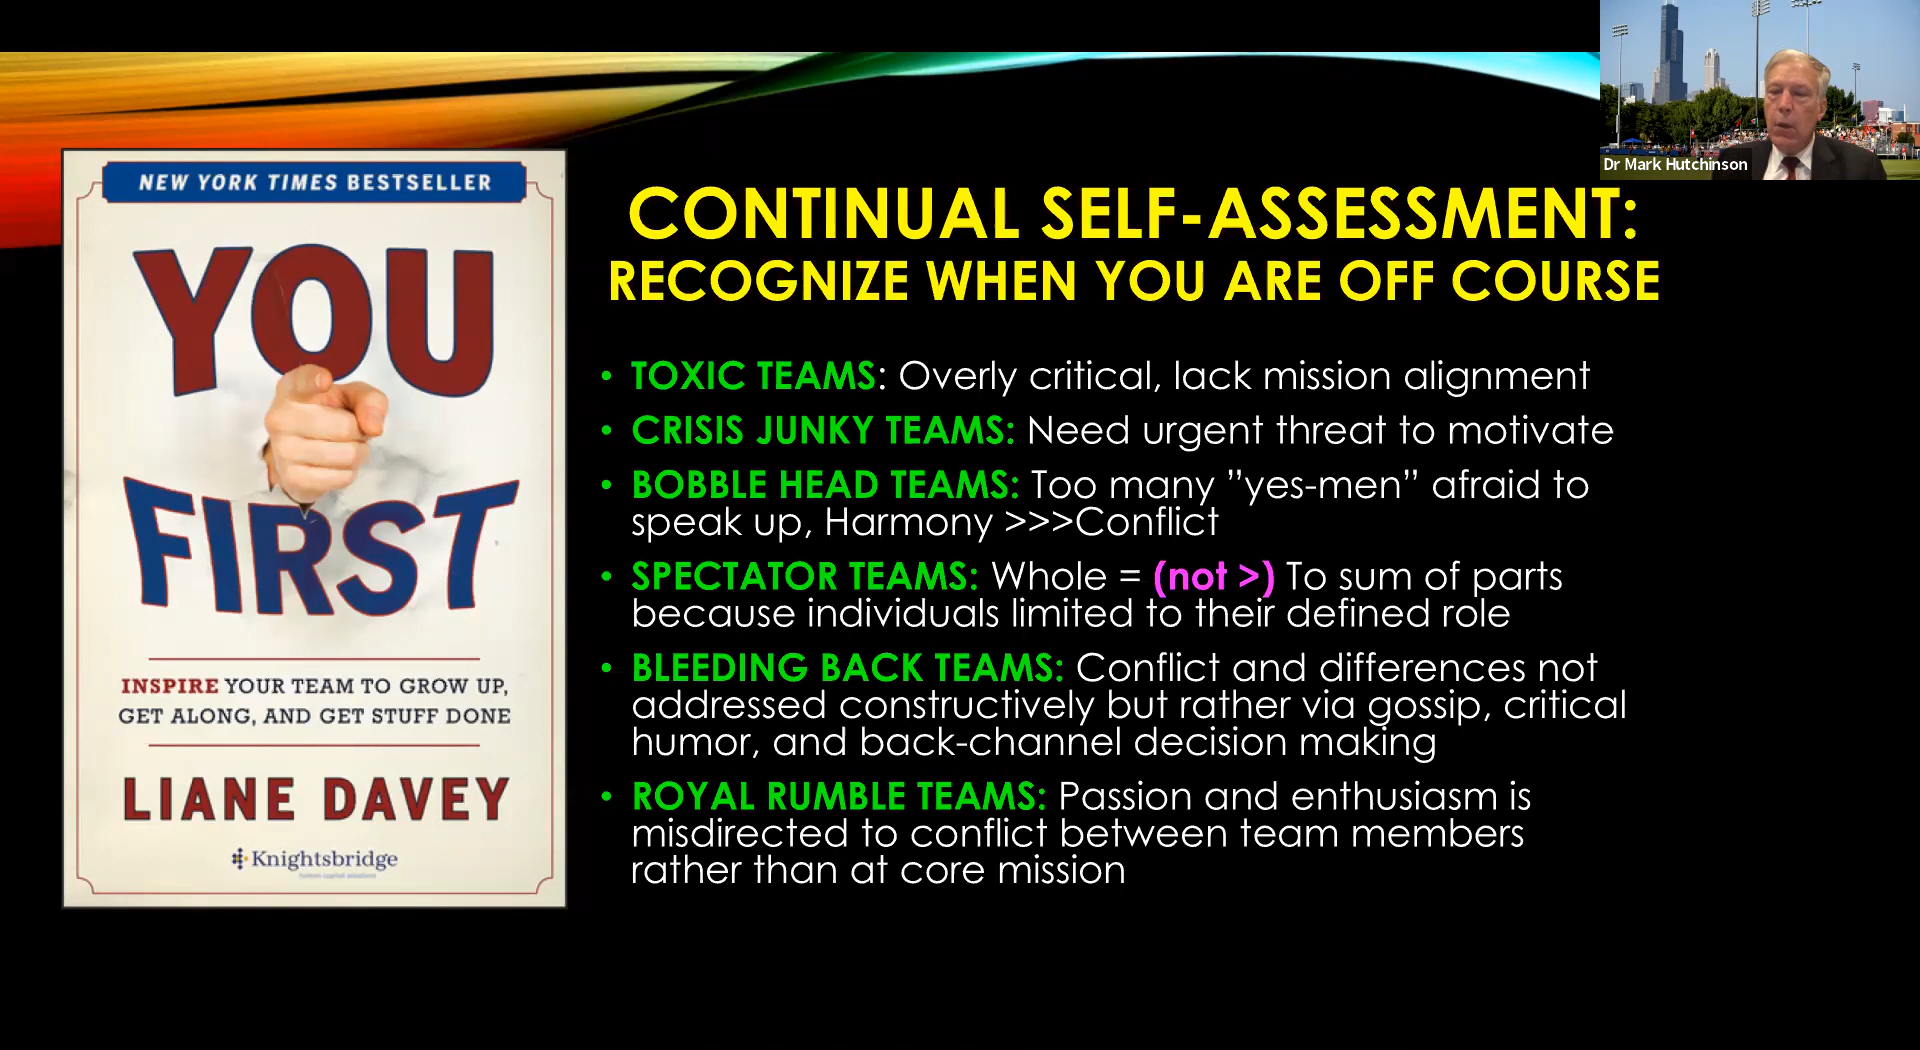 Dr Mark Hutchinson
NEW YORK TIMES BESTSELLER
YOU
FIRST
INSPIRE YOUR TEAM TO GROW UP,
GET ALONG, AND GET STUFF DONE
LIANE DAVEY
Knightsbridge
human capital solutions
CONTINUAL SELF-ASSESSMENT:
RECOGNIZE WHEN YOU ARE OFF COURSE
• TOXIC TEAMS: Overly critical, lack mission alignment
• CRISIS JUNKY TEAMS: Need urgent threat to motivate
• BOBBLE HEAD TEAMS: Too many ”yes-men” afraid to
speak up, Harmony >>>Conflict
• SPECTATOR TEAMS: Whole = (not >) To sum of parts
because individuals limited to their defined role
• BLEEDING BACK TEAMS: Conflict and differences not
addressed constructively but rather via gossip, critical
humor, and back-channel decision making
• ROYAL RUMBLE TEAMS: Passion and enthusiasm is
misdirected to conflict between team members
rather than at core mission